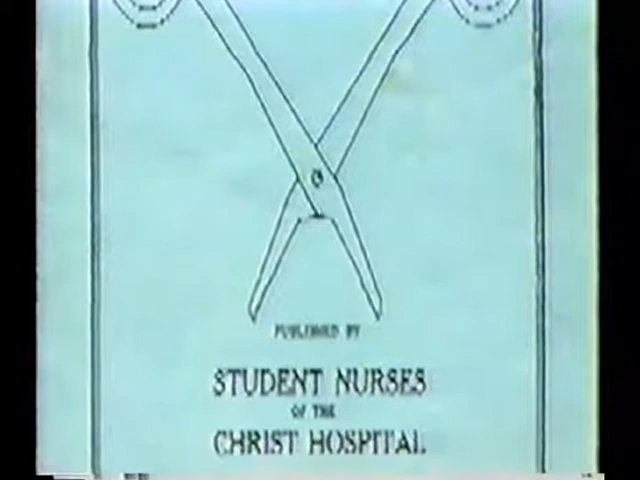 PUBLISHED BY
STUDENT NURSES
OF THE
CHRIST HOSPITAL